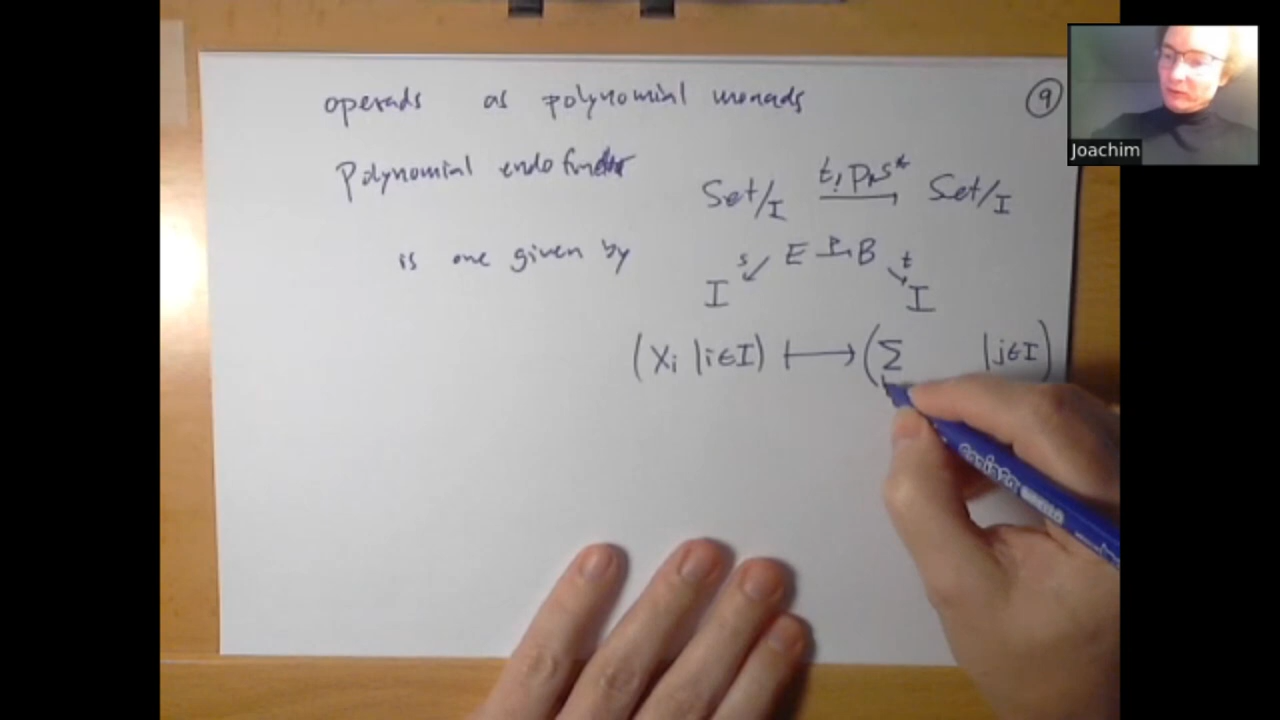 operads as polynomial monads ⑨
Polynomial endofunctor Set/I t! p* s* Set/I
is one given by s E p B t
I I
(Xi | i∈I) ⟼ (Σ | j∈I)
Joachim